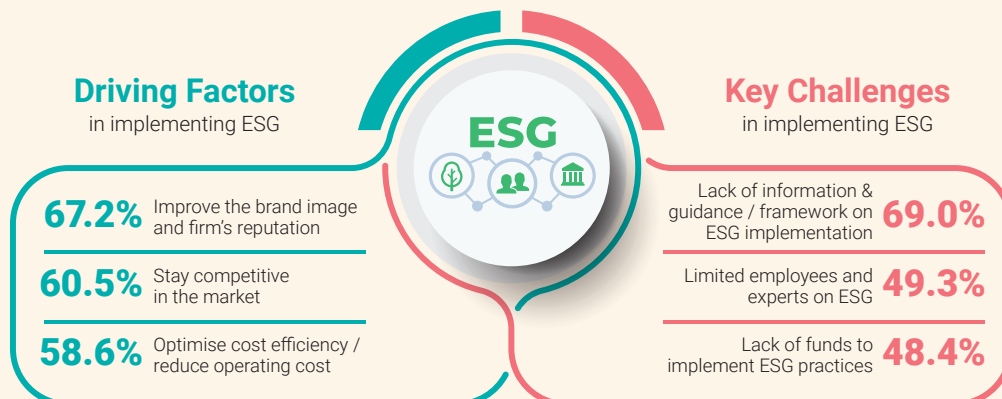 Driving Factors
in implementing ESG
67.2%
Improve the brand image
and firm's reputation
60.5%
Stay competitive
in the market
58.6%
Optimise cost efficiency /
reduce operating cost
ESG
Key Challenges
in implementing ESG
Lack of information &
guidance / framework on
ESG implementation
69.0%
Limited employees and
experts on ESG
49.3%
Lack of funds to
implement ESG practices
48.4%